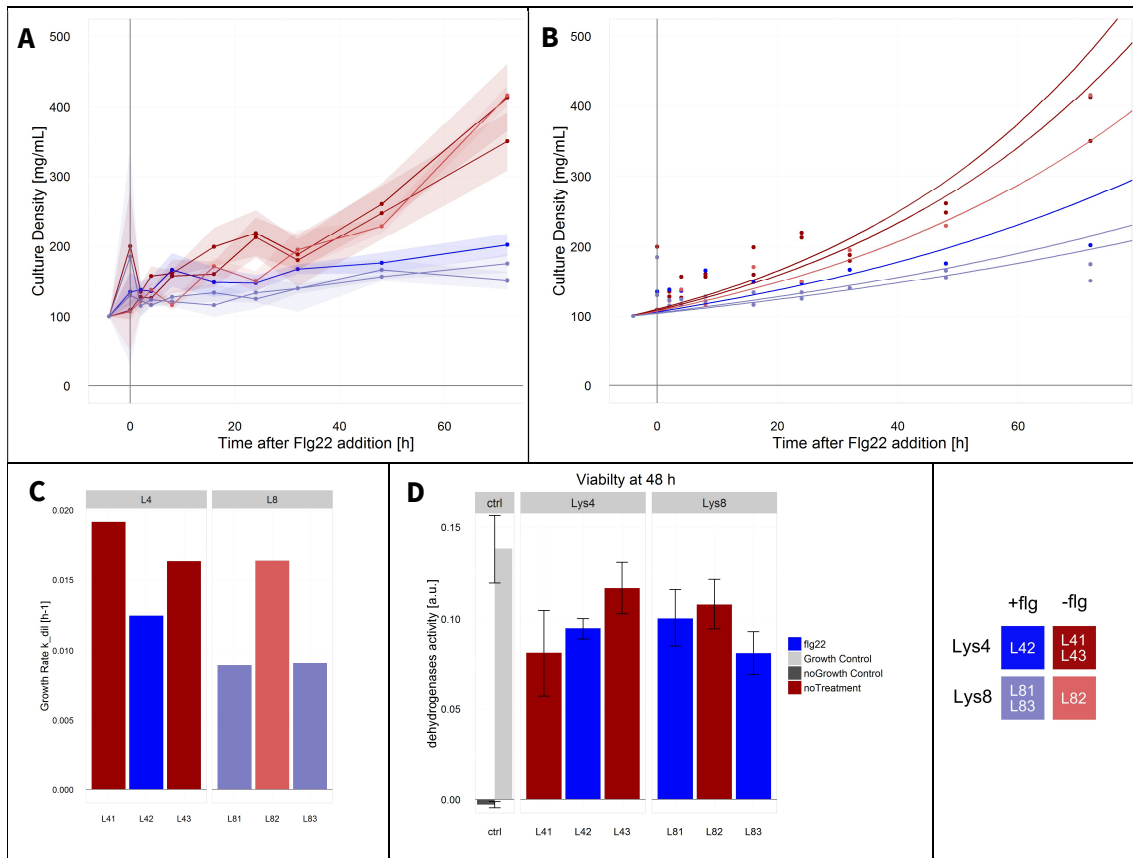 A
500
400
300
200
100
0
Culture Density [mg/mL]
0
20
40
60
Time after Flg22 addition [h]
B
500
400
300
200
100
0
Culture Density [mg/mL]
0
20
40
60
Time after Flg22 addition [h]
C
L4
L8
0.020
0.015
0.010
0.005
0.000
Growth Rate k_dil [h-1]
L41
L42
L43
L81
L82
L83
D
Viabilty at 48 h
ctrl
Lys4
Lys8
0.15
0.10
0.05
0.00
dehydrogenases activity [a.u.]
ctrl
L41
L42
L43
L81
L82
L83
flg22
Growth Control
noGrowth Control
noTreatment
+flg
-flg
Lys4
L42
L41
L43
Lys8
L81
L83
L82